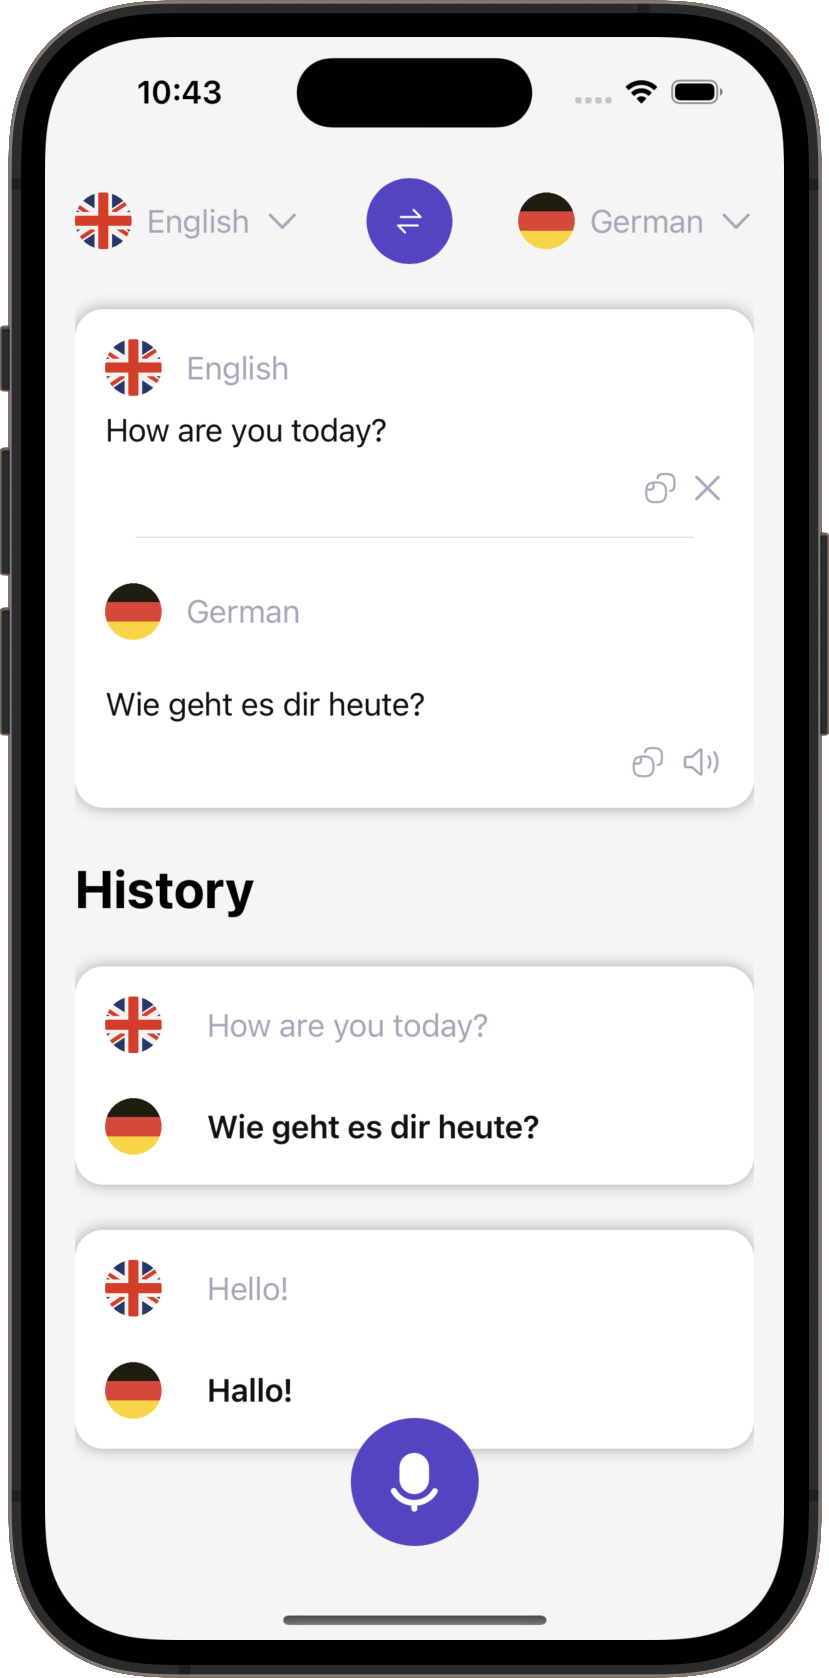 10:43
English
German
English
How are you today?
German
Wie geht es dir heute?
History
How are you today?
Wie geht es dir heute?
Hello!
Hallo!